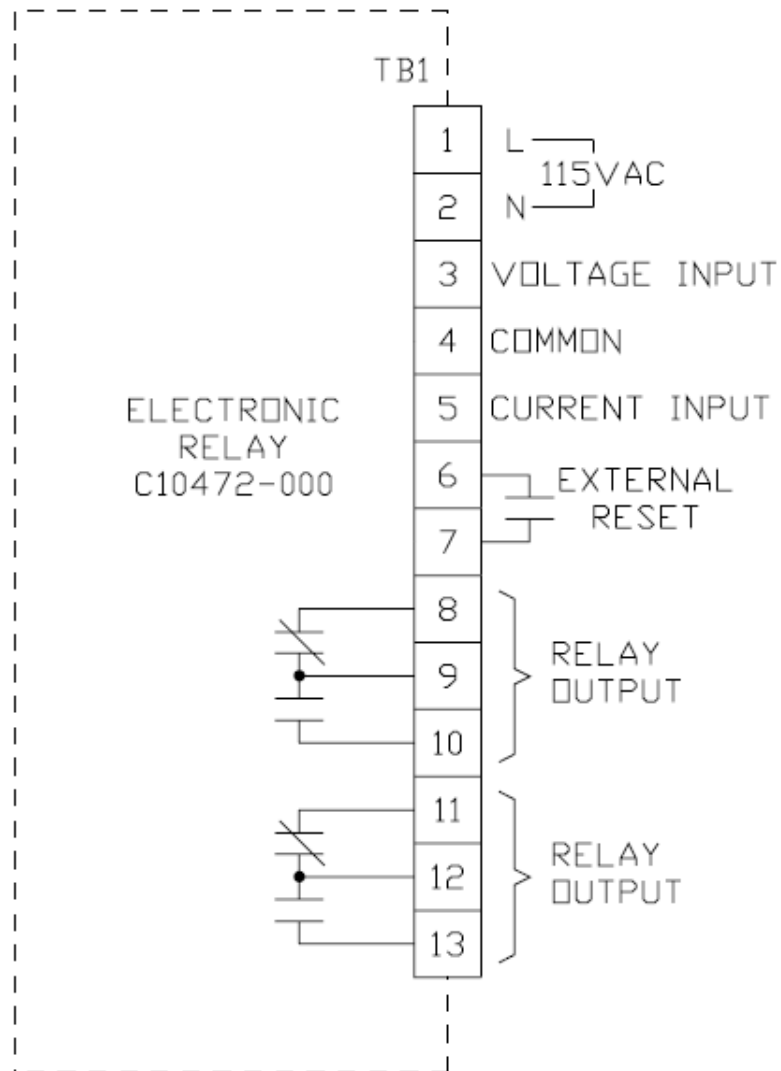 TB1
1 L
115VAC
2 N
3 VOLTAGE INPUT
4 COMMON
5 CURRENT INPUT
ELECTRONIC
RELAY
C10472-000
6 EXTERNAL
RESET
7
8
RELAY
9
OUTPUT
10
11
RELAY
12
OUTPUT
13